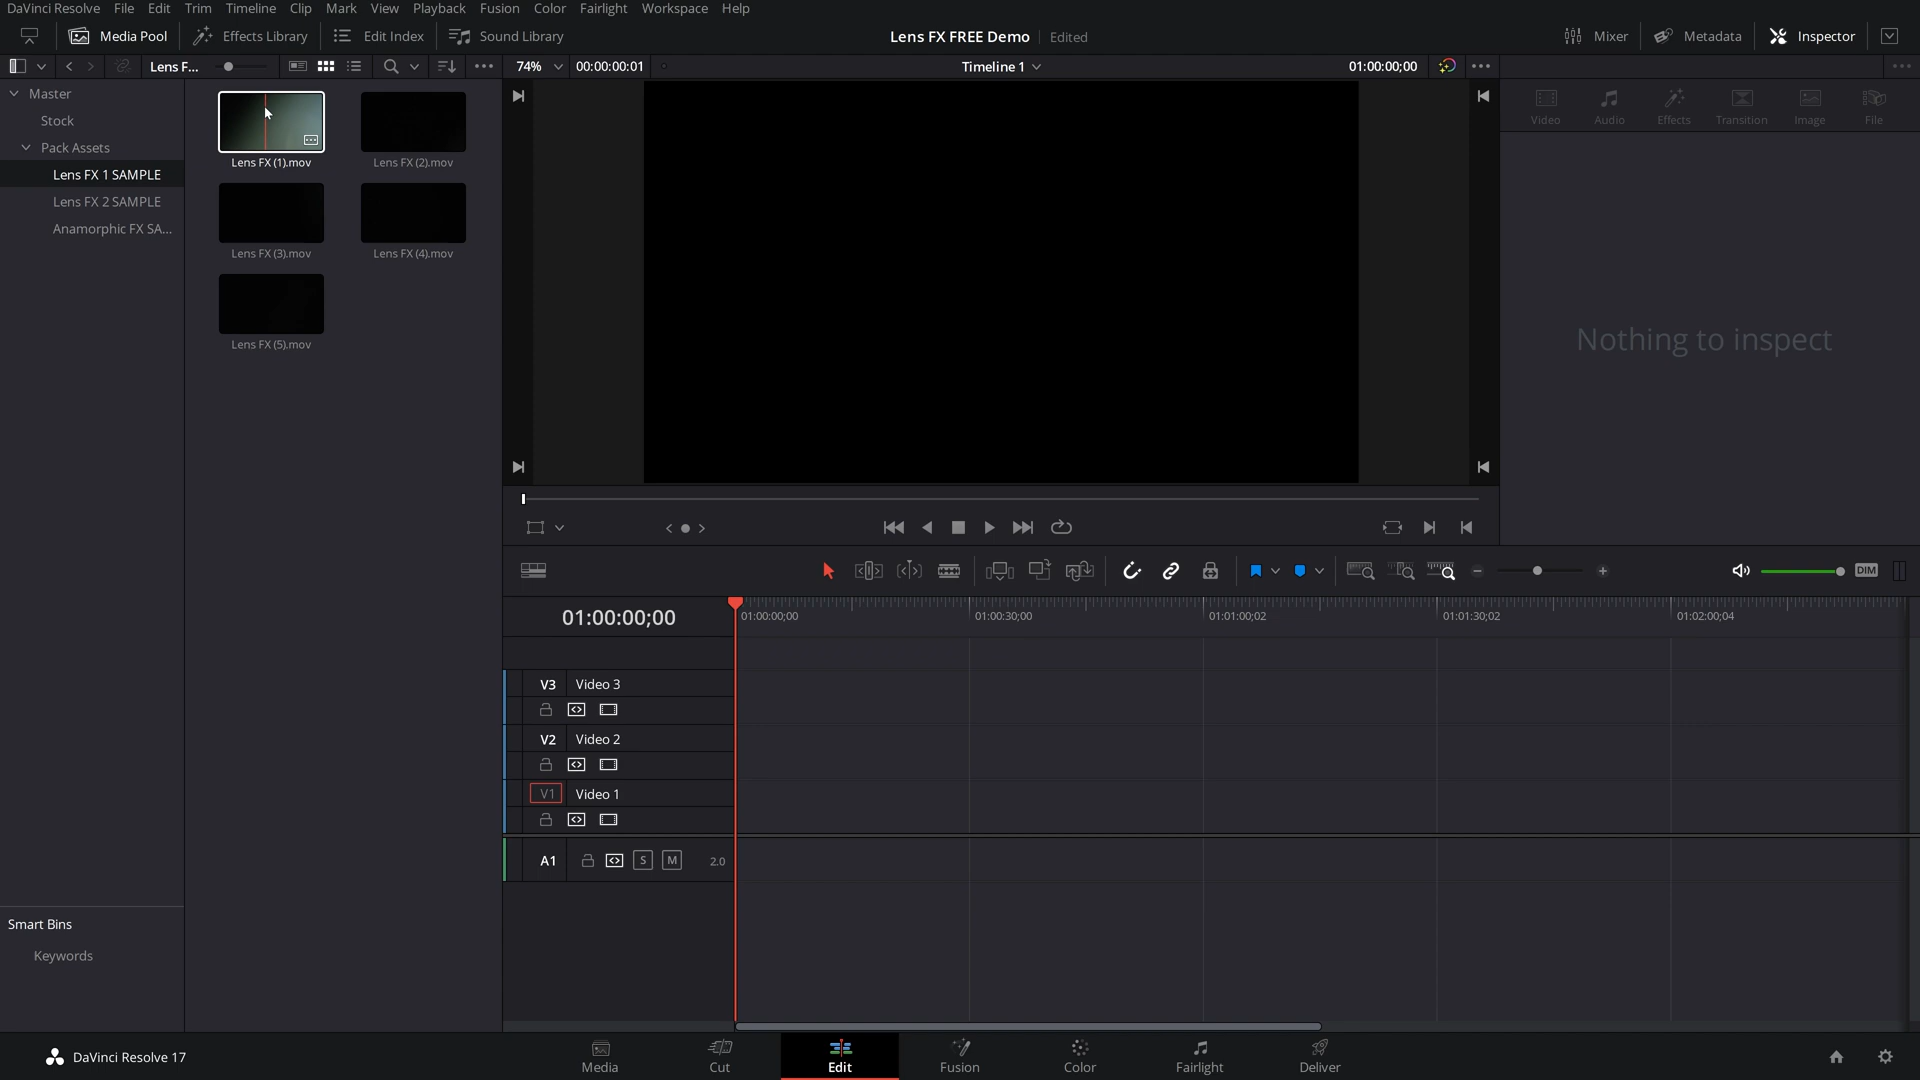 DaVinci Resolve File Edit Trim Timeline Clip Mark View Playback Fusion Color Fairlight Workspace Help
Media Pool Effects Library Edit Index Sound Library Lens FX FREE Demo Edited Mixer Metadata Inspector
Lens F... 74% 00:00:00:01 Timeline 1 01:00:00;00
Master
Stock
Pack Assets
Lens FX 1 SAMPLE
Lens FX 2 SAMPLE
Anamorphic FX SA...
Lens FX (1).mov Lens FX (2).mov
Lens FX (3).mov Lens FX (4).mov
Lens FX (5).mov
Video Audio Effects Transition Image File
Nothing to inspect
DIM
01:00:00;00 01:00:00;00 01:00:30;00 01:01:00;02 01:01:30;02 01:02:00;04
V3 Video 3
V2 Video 2
V1 Video 1
A1 S M 2.0
Smart Bins
Keywords
DaVinci Resolve 17 Media Cut Edit Fusion Color Fairlight Deliver